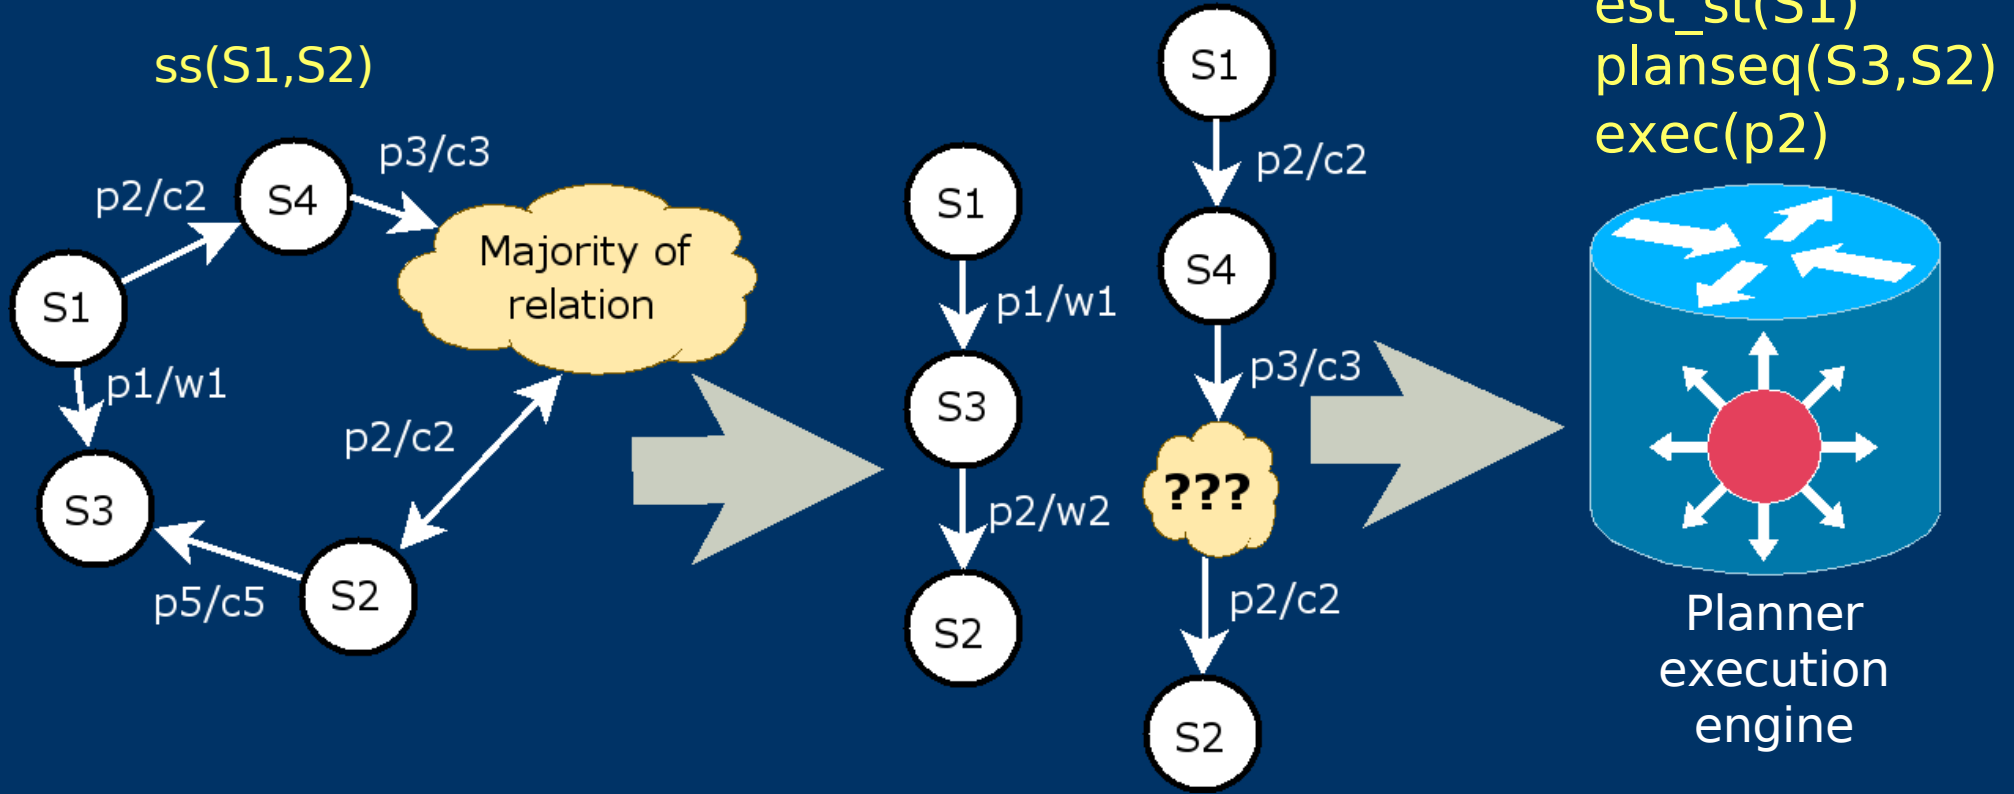 ss(S1,S2)
p3/c3
p2/c2
S4
Majority of
relation
S1
p1/w1
p2/c2
S3
S2
p5/c5
S1
p1/w1
S3
p2/w2
S2
S1
p2/c2
S4
p3/c3
???
p2/c2
S2
est_st(S1)
planseq(S3,S2)
exec(p2)
Planner
execution
engine